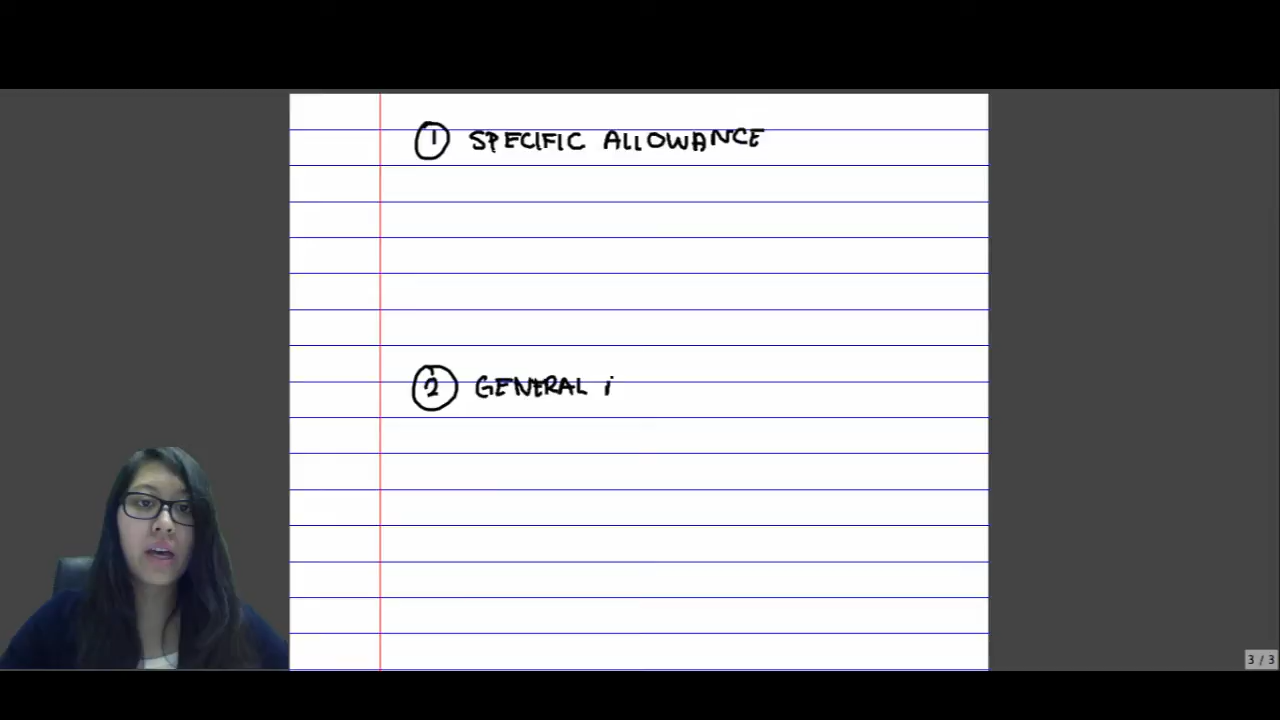 ① SPECIFIC ALLOWANCE
② GENERAL i
3 / 3